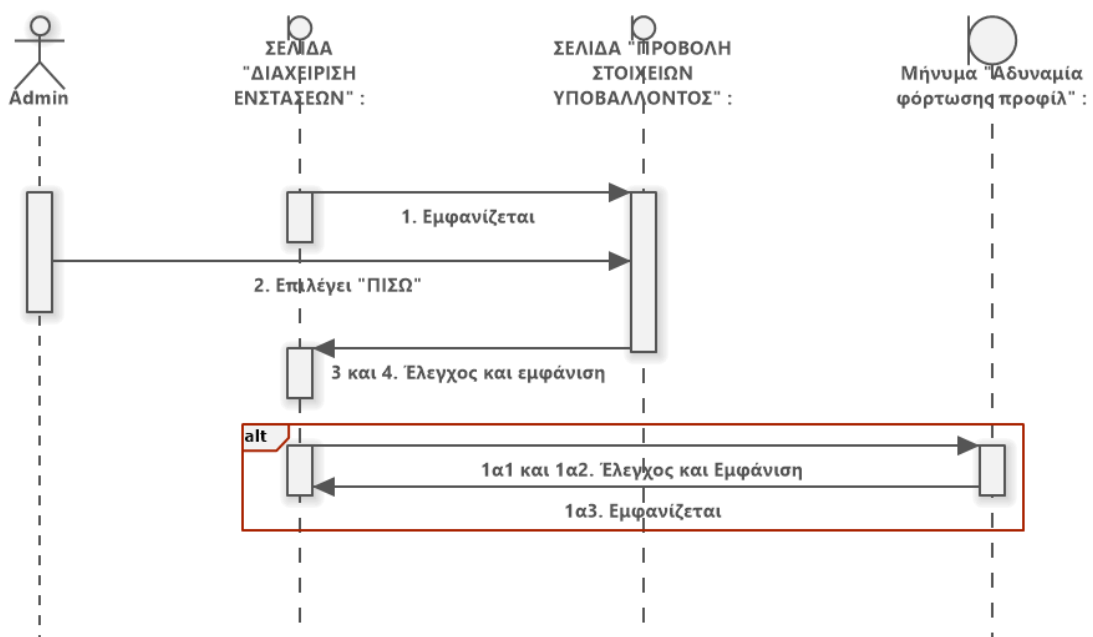 Admin
ΣΕΛΙΔΑ
"ΔΙΑΧΕΙΡΙΣΗ
ΕΝΣΤΑΣΕΩΝ" :
ΣΕΛΙΔΑ "ΠΡΟΒΟΛΗ
ΣΤΟΙΧΕΙΩΝ
ΥΠΟΒΑΛΛΟΝΤΟΣ" :
Μήνυμα "Αδυναμία
φόρτωσης προφίλ" :
1. Εμφανίζεται
2. Επιλέγει "ΠΙΣΩ"
3 και 4. Έλεγχος και εμφάνιση
alt
1α1 και 1α2. Έλεγχος και Εμφάνιση
1α3. Εμφανίζεται